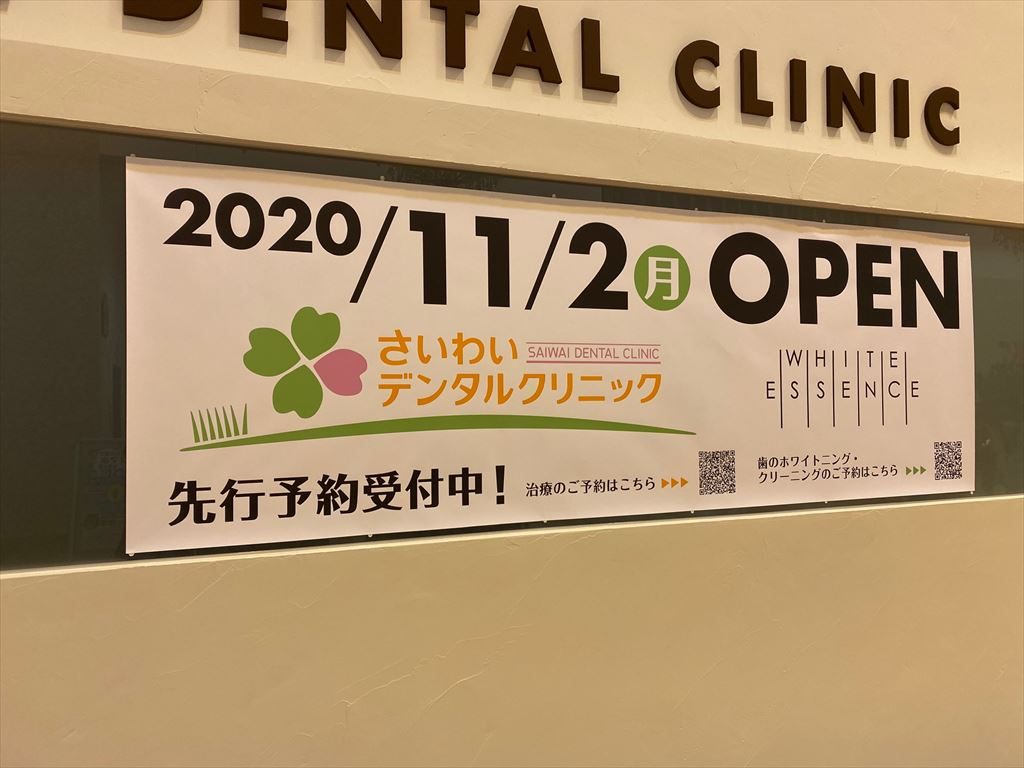 DENTAL CLINIC
2020/11/2 月 OPEN
さいわい SAIWAI DENTAL CLINIC
デンタルクリニック
WHITE
ESSENCE
先行予約受付中！
治療のご予約はこちら
歯のホワイトニング・
クリーニングのご予約はこちら